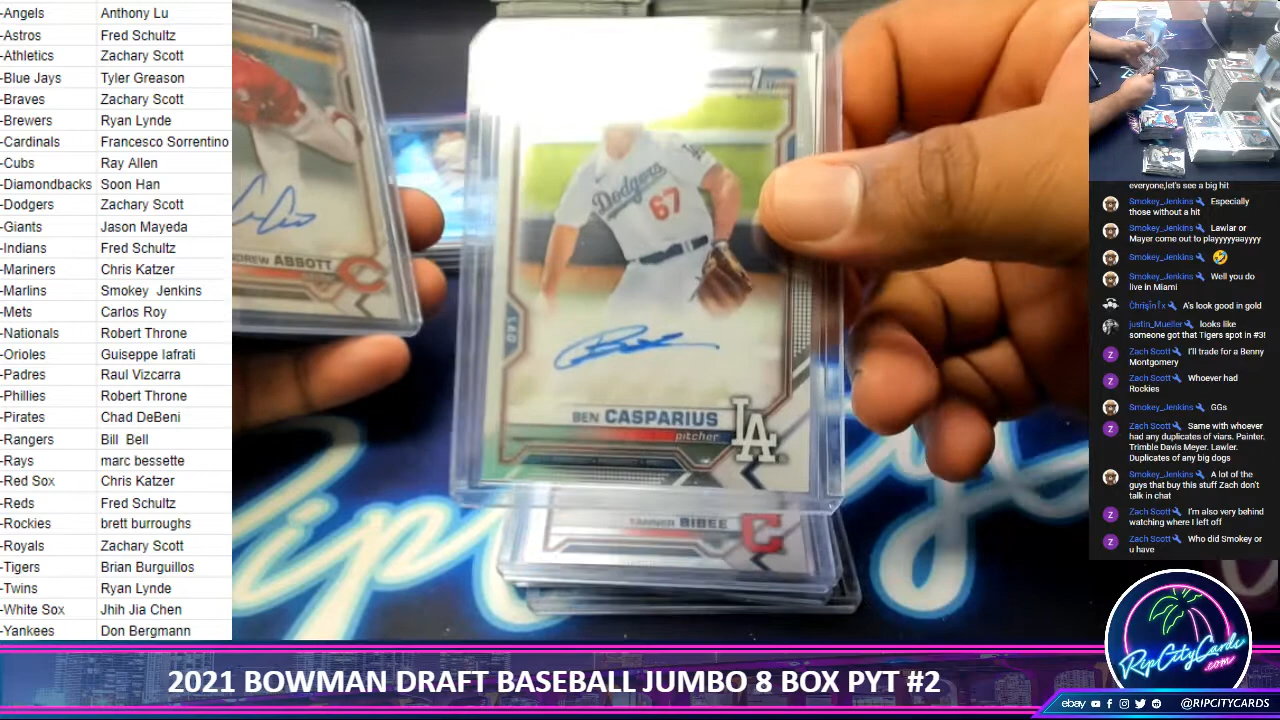 -Angels Anthony Lu
-Astros Fred Schultz
-Athletics Zachary Scott
-Blue Jays Tyler Greason
-Braves Zachary Scott
-Brewers Ryan Lynde
-Cardinals Francesco Sorrentino
-Cubs Ray Allen
-Diamondbacks Soon Han
-Dodgers Zachary Scott
-Giants Jason Mayeda
-Indians Fred Schultz
-Mariners Chris Katzer
-Marlins Smokey Jenkins
-Mets Carlos Roy
-Nationals Robert Throne
-Orioles Guiseppe Iafrati
-Padres Raul Vizcarra
-Phillies Robert Throne
-Pirates Chad DeBeni
-Rangers Bill Bell
-Rays marc bessette
-Red Sox Chris Katzer
-Reds Fred Schultz
-Rockies brett burroughs
-Royals Zachary Scott
-Tigers Brian Burguillos
-Twins Ryan Lynde
-White Sox Jhih Jia Chen
-Yankees Don Bergmann
DREW ABBOTT
C
1st
Dodgers
67
LAD
BEN CASPARIUS
pitcher
LA
TANNER BIBEE
C
everyone,let's see a big hit
Smokey_Jenkins Especially
those without a hit
Smokey_Jenkins Lawlar or
Mayer come out to playyyyyaayyyy
Smokey_Jenkins 🤣
Smokey_Jenkins Well you do
live in Miami
A's look good in gold
justin_Mueller looks like
someone got that Tigers spot in #3!
Zach Scott I'll trade for a Benny
Montgomery
Zach Scott Whoever had
Rockies
Smokey_Jenkins GGs
Zach Scott Same with whoever
had any duplicates of viars. Painter.
Trimble Davis Meyer. Lawler.
Duplicates of any big dogs
Smokey_Jenkins A lot of the
guys that buy this stuff Zach don't
talk in chat
Zach Scott I'm also very behind
watching where I left off
Zach Scott Who did Smokey or
u have
RipCityCards
.com
2021 BOWMAN DRAFT BASEBALL JUMBO 8 BOX PYT #2
ebay @RIPCITYCARDS